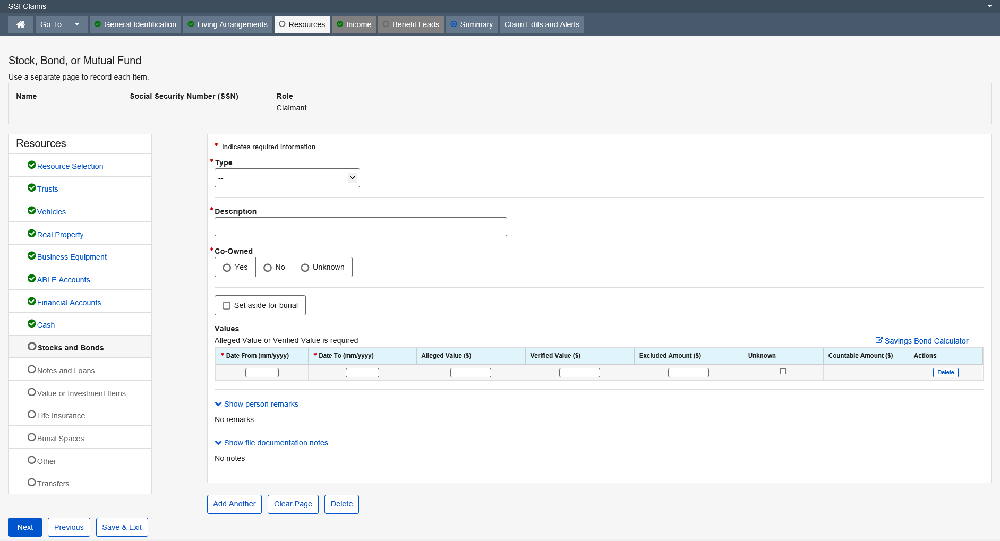 SSI Claims
Go To
General Identification
Living Arrangements
Resources
Income
Benefit Leads
Summary
Claim Edits and Alerts
Stock, Bond, or Mutual Fund
Use a separate page to record each item.
Name
Social Security Number (SSN)
Role
Claimant
Resources
Resource Selection
Trusts
Vehicles
Real Property
Business Equipment
ABLE Accounts
Financial Accounts
Cash
Stocks and Bonds
Notes and Loans
Value or Investment Items
Life Insurance
Burial Spaces
Other
Transfers
* Indicates required information
* Type
--
* Description
* Co-Owned
Yes
No
Unknown
Set aside for burial
Values
Alleged Value or Verified Value is required
Savings Bond Calculator
* Date From (mm/yyyy)
* Date To (mm/yyyy)
Alleged Value ($)
Verified Value ($)
Excluded Amount ($)
Unknown
Countable Amount ($)
Actions
Delete
Show person remarks
No remarks
Show file documentation notes
No notes
Add Another
Clear Page
Delete
Next
Previous
Save & Exit